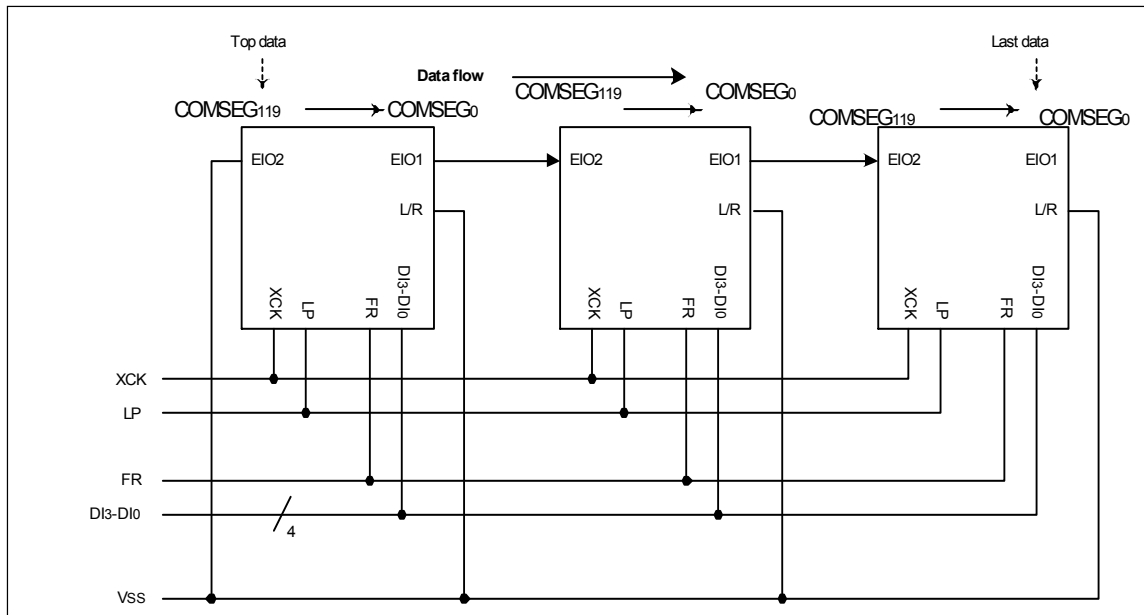 Top data
Last data
Data flow
COMSEG119
COMSEG0
COMSEG119
COMSEG0
COMSEG119
COMSEG0
EIO2
EIO1
EIO2
EIO1
EIO2
EIO1
L/R
L/R
L/R
XCK
LP
FR
DI3-DI0
XCK
LP
FR
DI3-DI0
XCK
LP
FR
DI3-DI0
XCK
LP
FR
DI3-DI0
4
VSS